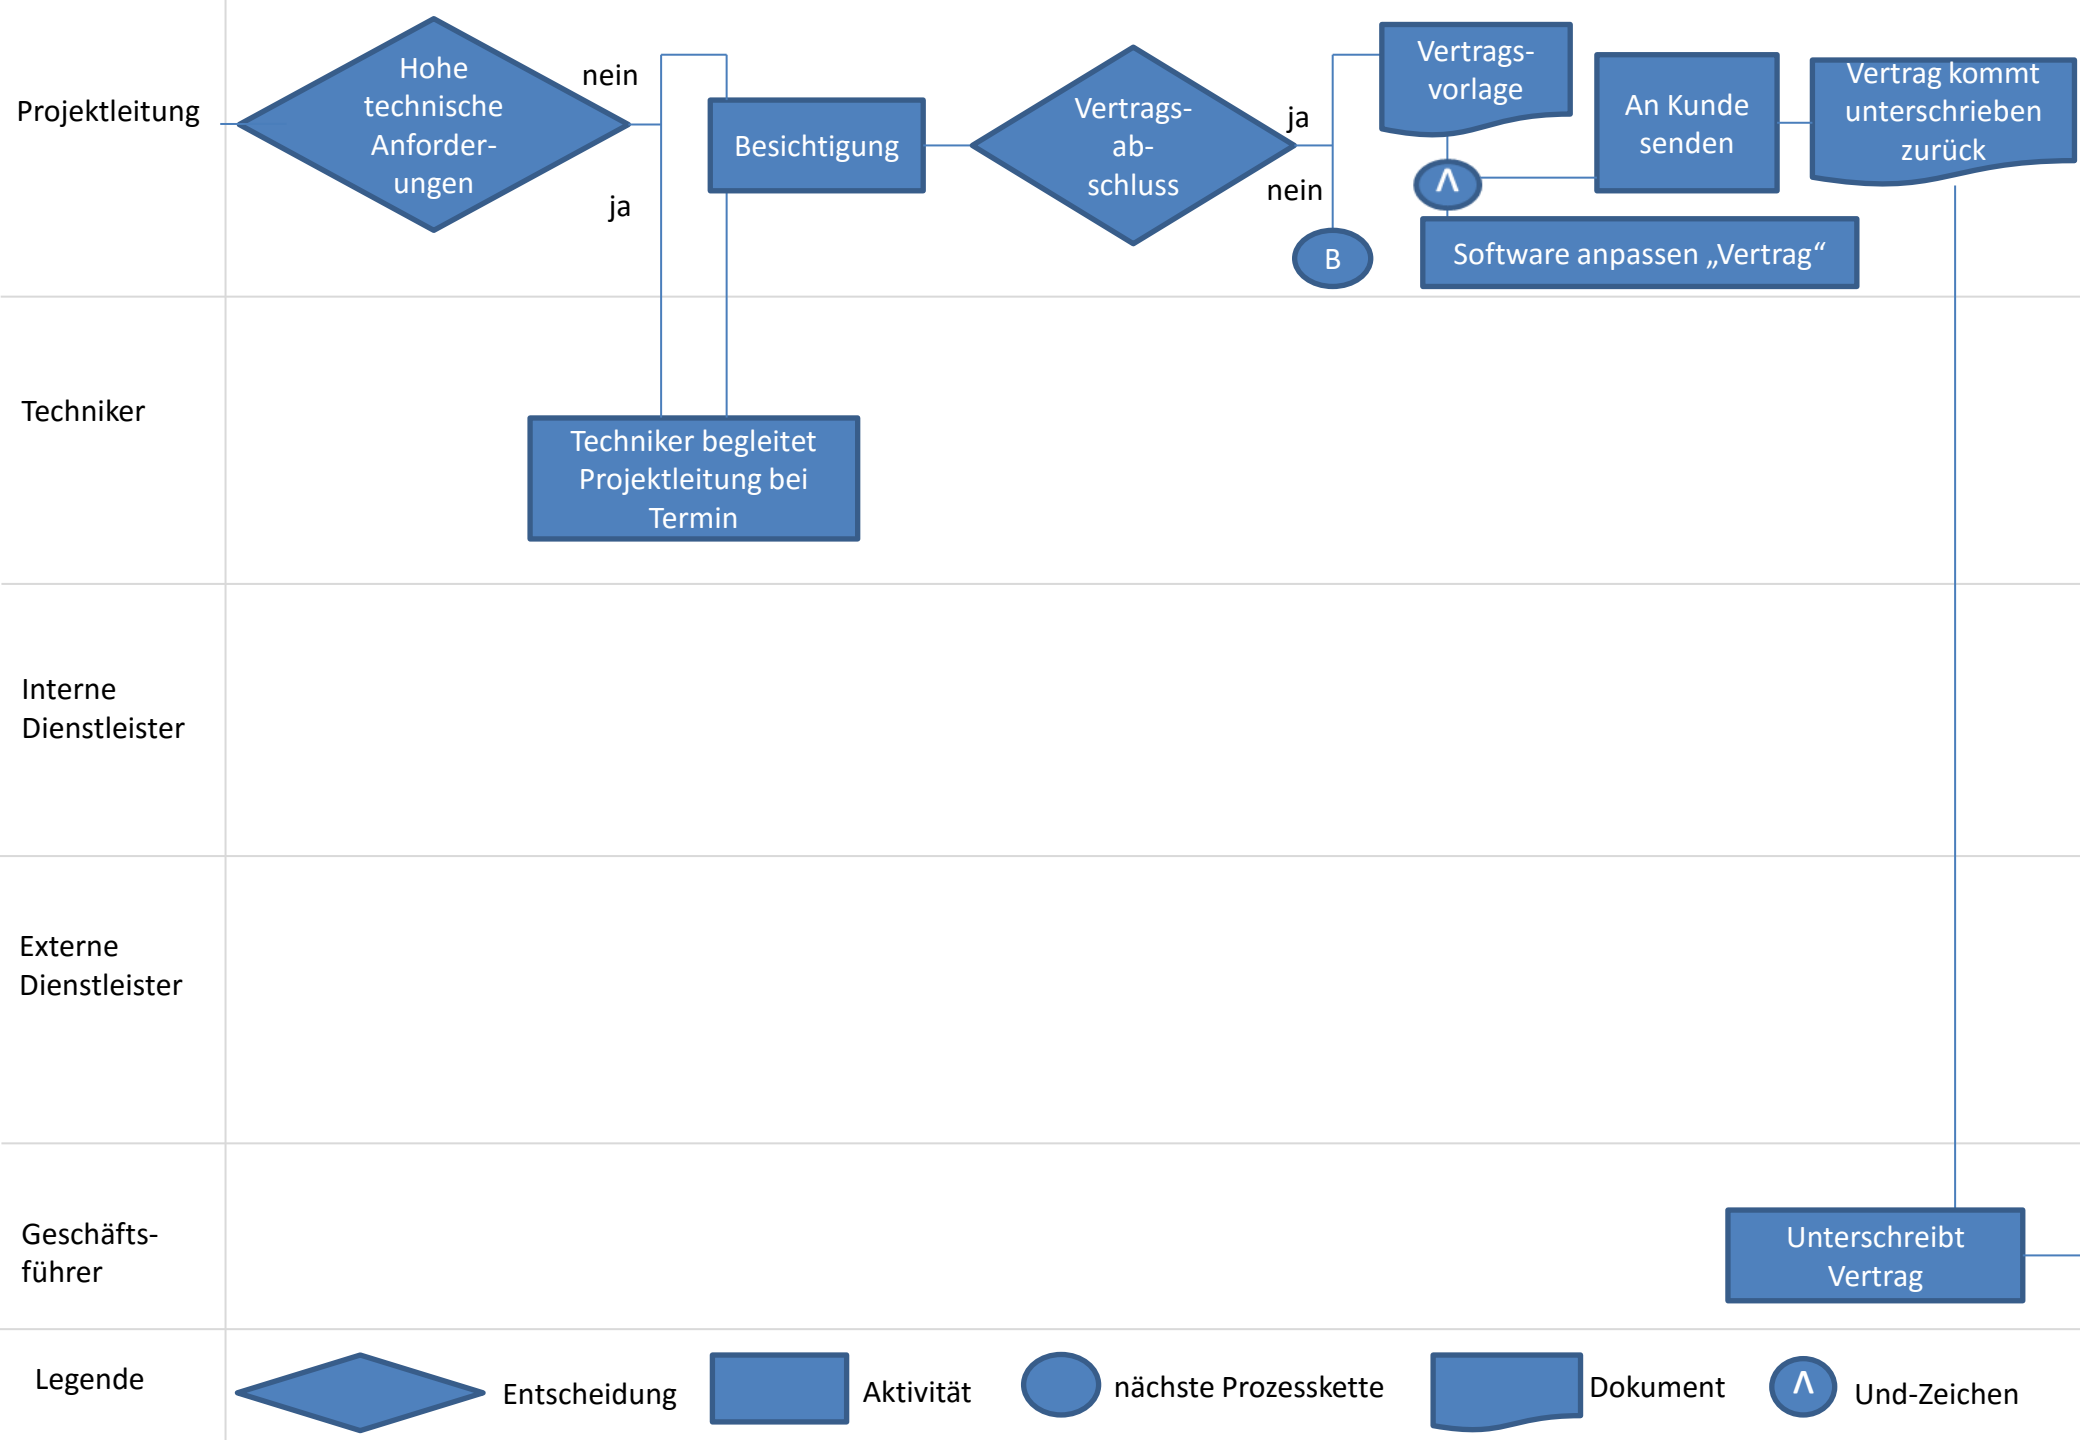 Projektleitung
Hohe
technische
Anforder-
ungen
nein
ja
Besichtigung
Vertrags-
ab-
schluss
ja
nein
B
Vertrags-
vorlage
Λ
Software anpassen „Vertrag“
An Kunde
senden
Vertrag kommt
unterschrieben
zurück
Techniker
Techniker begleitet
Projektleitung bei
Termin
Interne
Dienstleister
Externe
Dienstleister
Geschäfts-
führer
Unterschreibt
Vertrag
Legende
Entscheidung
Aktivität
nächste Prozesskette
Dokument
Λ
Und-Zeichen